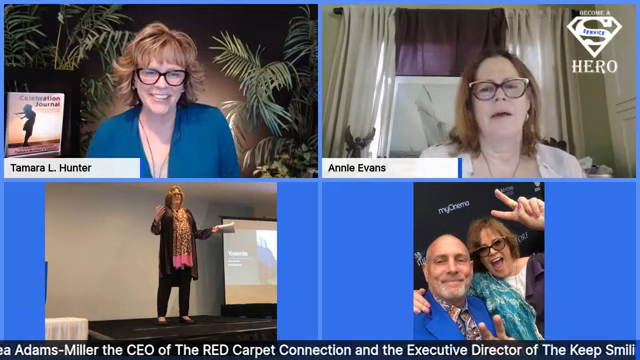 BECOME A
SERVICE
HERO
Celebration
Journal
Tamara L. Hunter
Annie Evans
myCinema
Yosemite
ea Adams-Miller the CEO of The RED Carpet Connection and the Executive Director of The Keep Smili